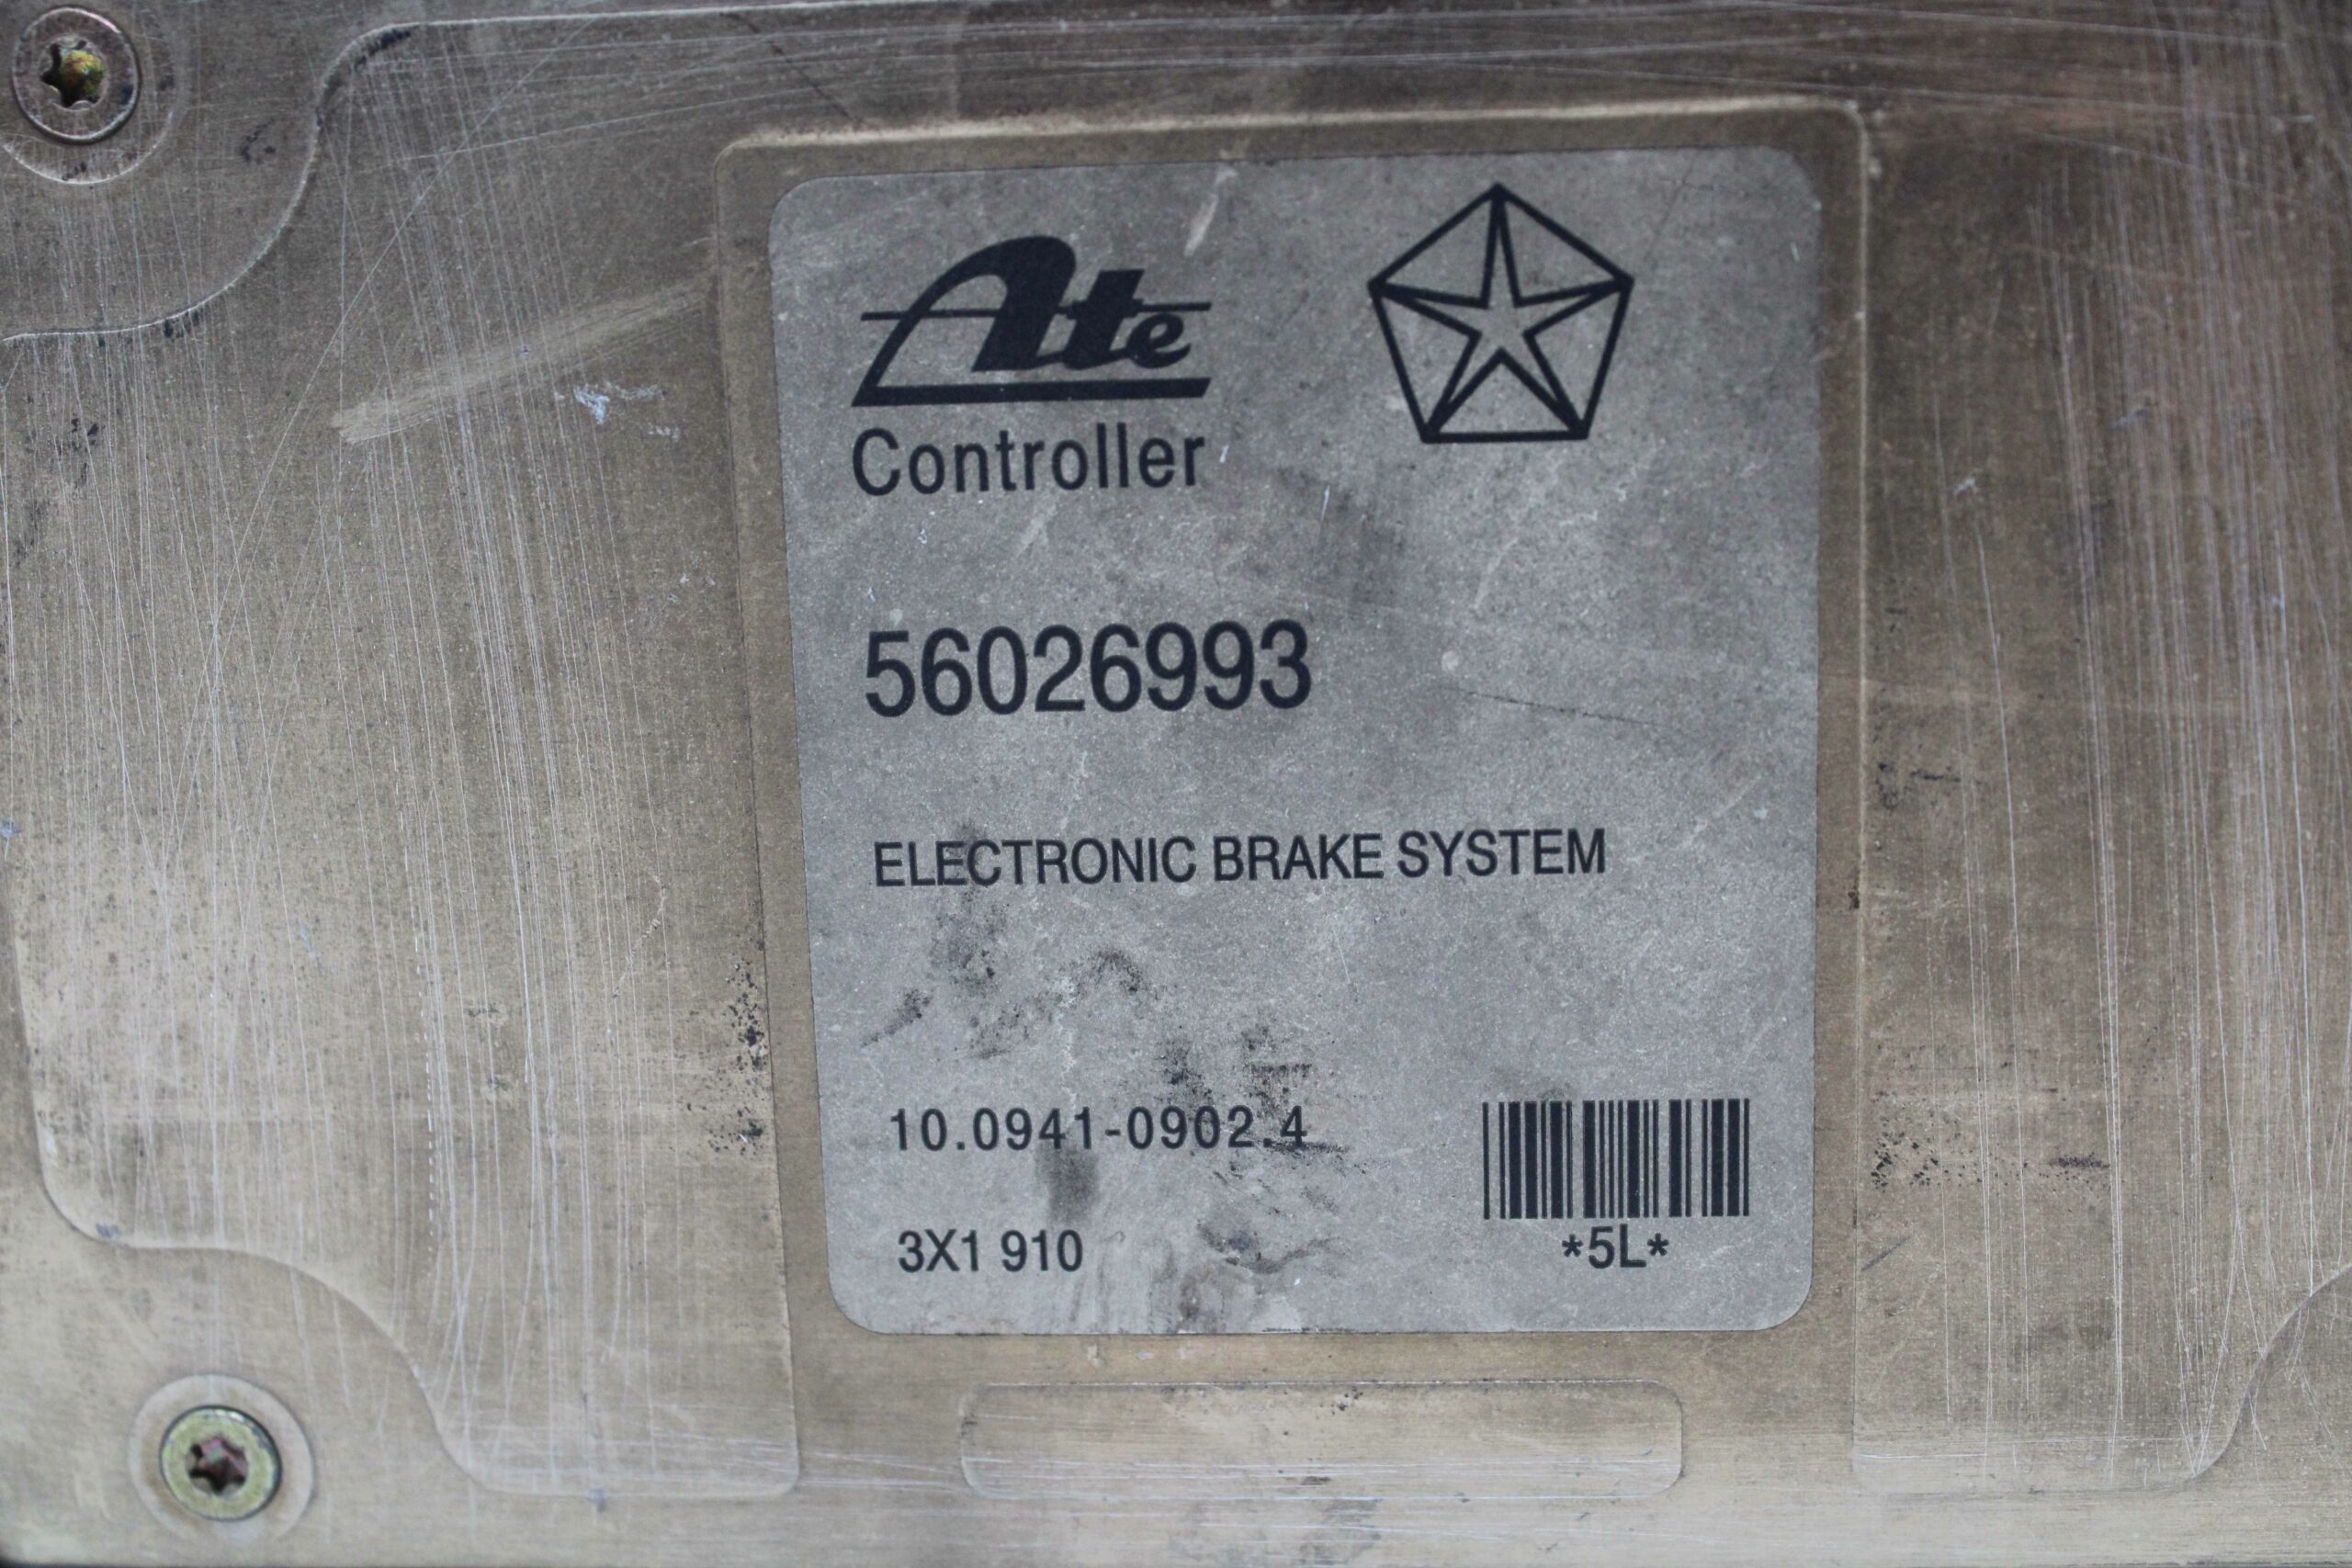 Ate
Controller
56026993
ELECTRONIC BRAKE SYSTEM
10.0941-0902.4
3X1 910
*5L*